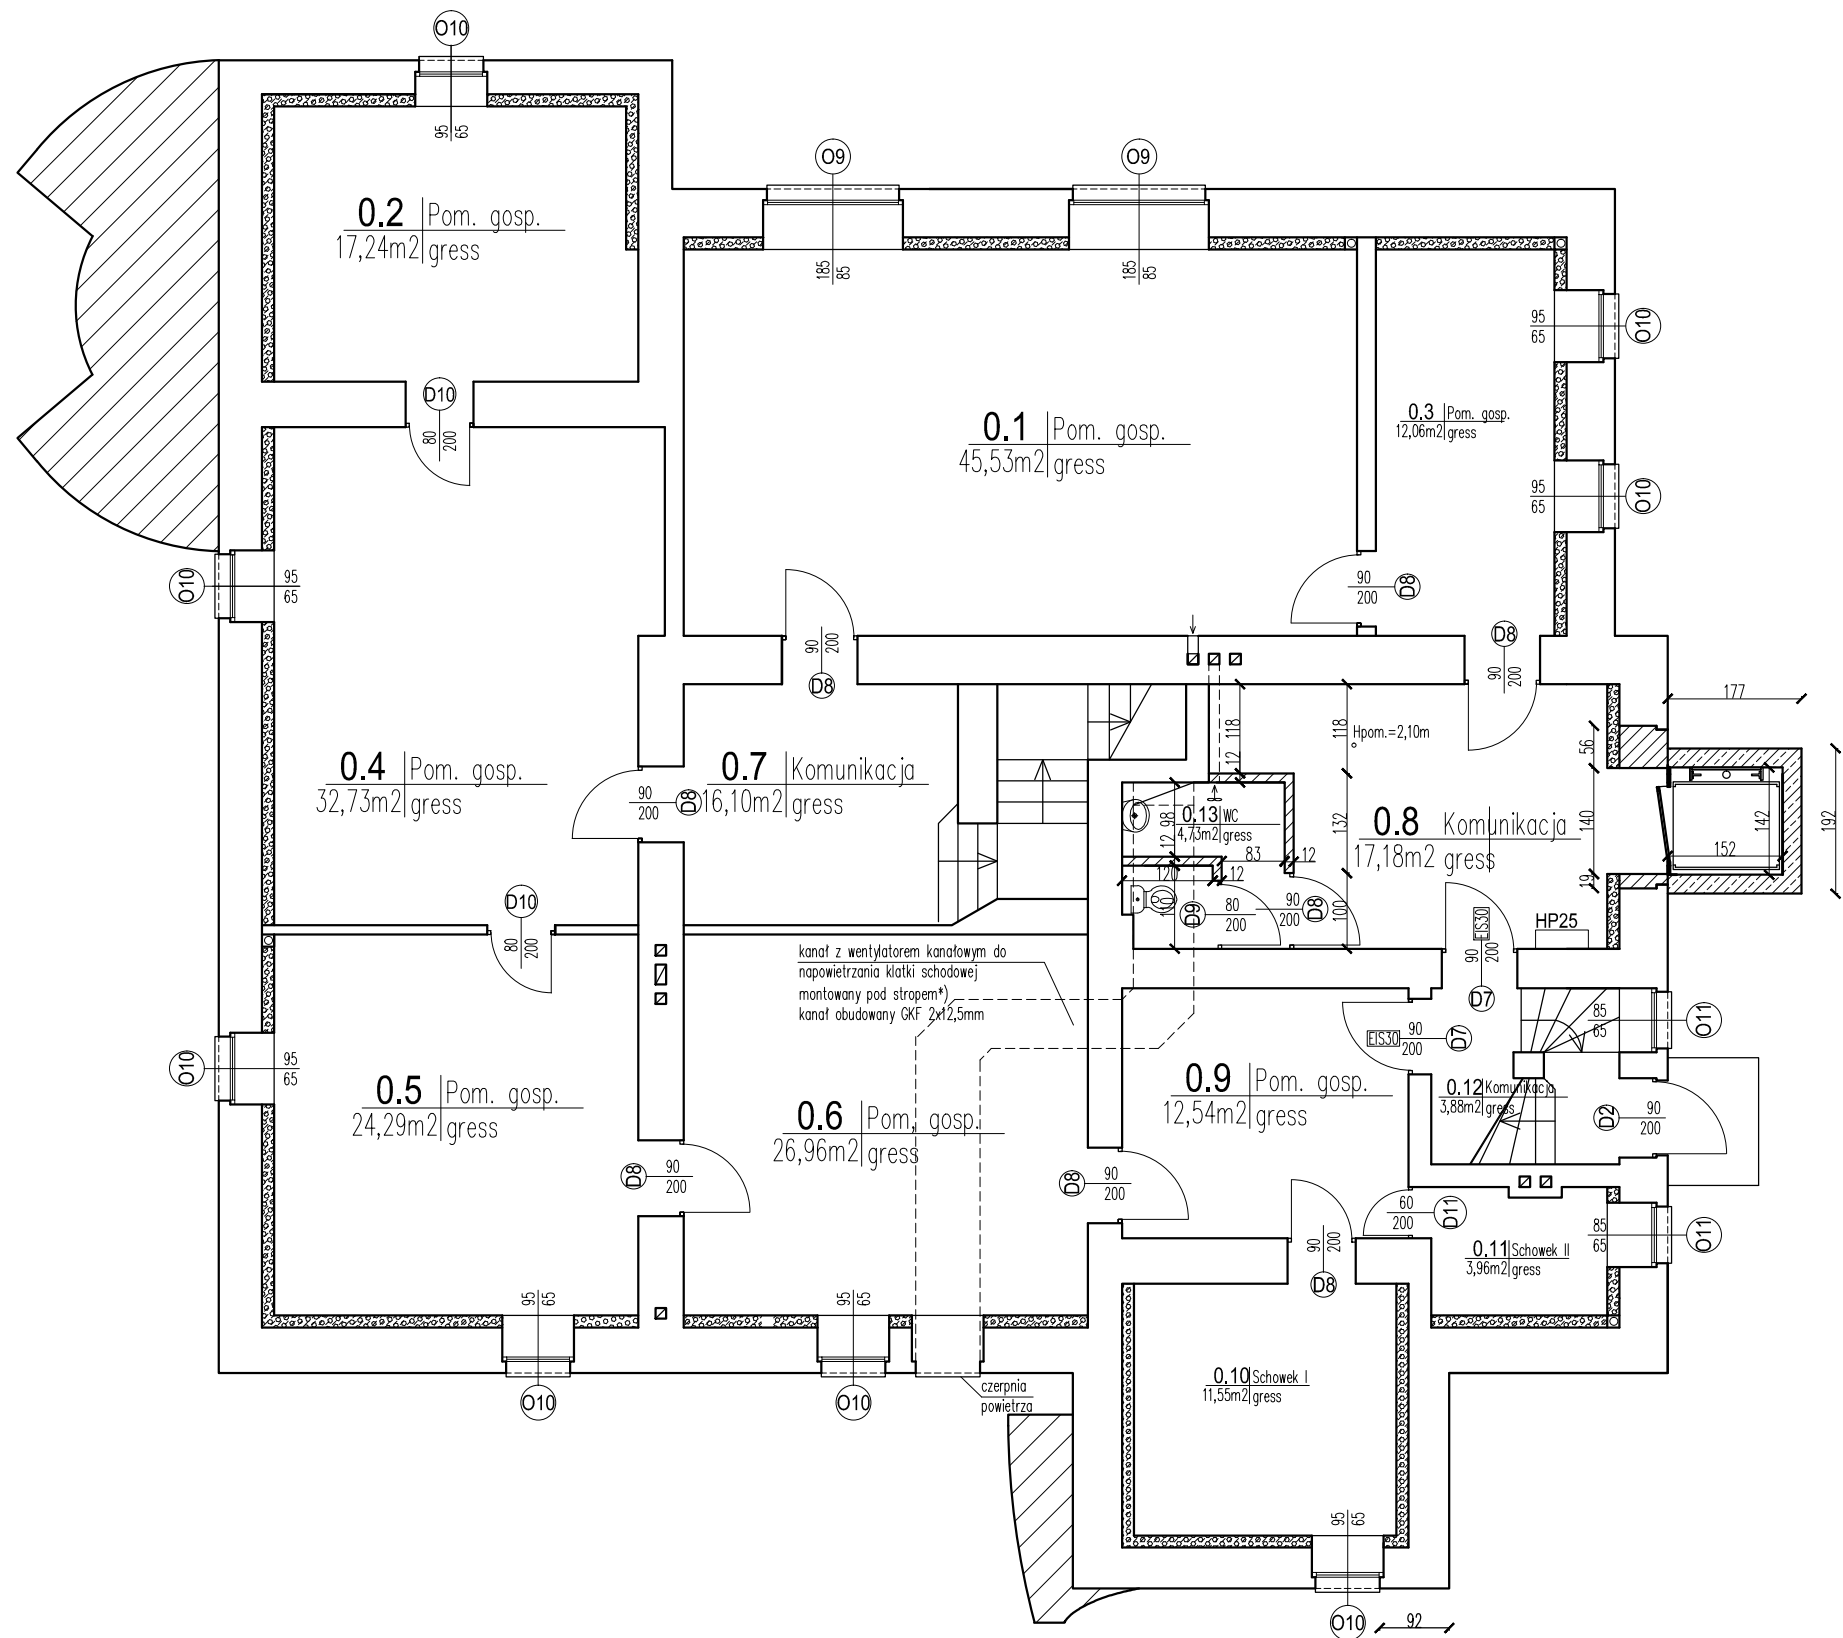 O10
95
65
O9
O9
185
85
185
85
0.2 Pom. gosp.
17,24m2 gress
D10
80
200
0.1 Pom. gosp.
45,53m2 gress
0.3 Pom. gosp.
12,06m2 gress
95
65
O10
95
65
O10
O10
95
65
90
200
D8
90
200
D8
D8
90
200
177
0.4 Pom. gosp.
32,73m2 gress
90
200
D8
0.7 Komunikacja
16,10m2 gress
118
12
118
Hpom.=2,10m
56
140
19
142
152
192
0.13 WC
4,73m2 gress
98
12
83
12
132
0.8 Komunikacja
17,18m2 gress
120
12
110
D9
80
200
90
200
D8
100
EIS30
90
200
D7
HP25
D10
80
200
kanał z wentylatorem kanałowym do
napowietrzania klatki schodowej
montowany pod stropem*)
kanał obudowany GKF 2x12,5mm
EIS30
90
200
D7
85
65
O11
O10
95
65
0.5 Pom. gosp.
24,29m2 gress
0.6 Pom. gosp.
26,96m2 gress
0.9 Pom. gosp.
12,54m2 gress
0.12 Komunikacja
3,88m2 gress
D2
90
200
D8
90
200
D8
90
200
60
200
D11
90
200
D8
0.11 Schowek II
3,96m2 gress
85
65
O11
95
65
O10
95
65
O10
czerpnia
powietrza
0.10 Schowek I
11,55m2 gress
95
65
O10
92